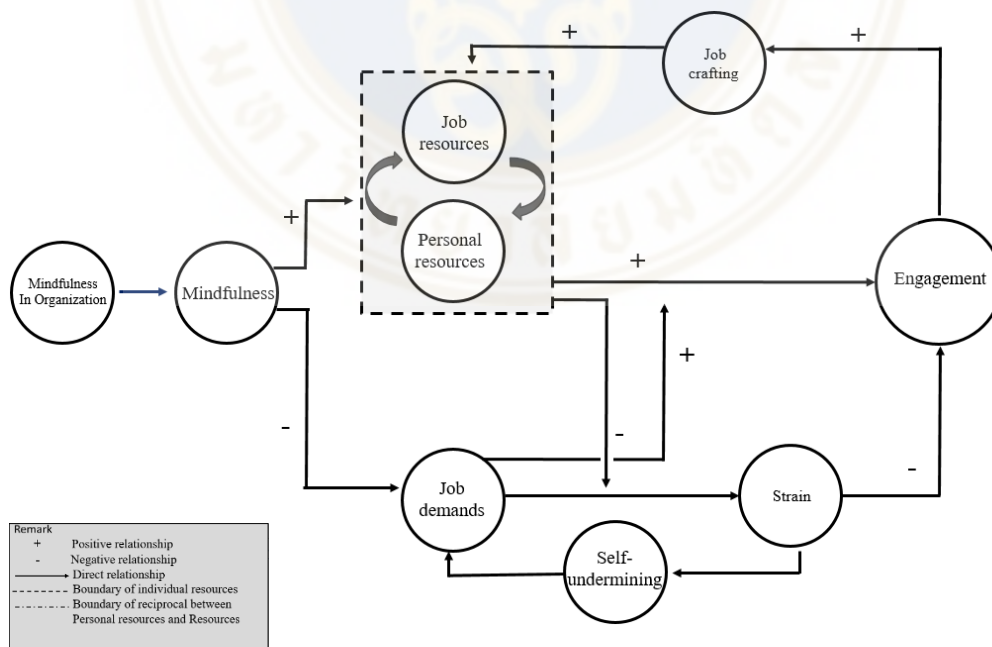 +
+
Job
crafting
Job
resources
+
Personal
resources
+
Engagement
Mindfulness
In Organization
Mindfulness
+
-
-
-
Job
demands
Strain
Self-
undermining
Remark
+ Positive relationship
- Negative relationship
Direct relationship
Boundary of individual resources
Boundary of reciprocal between
Personal resources and Resources